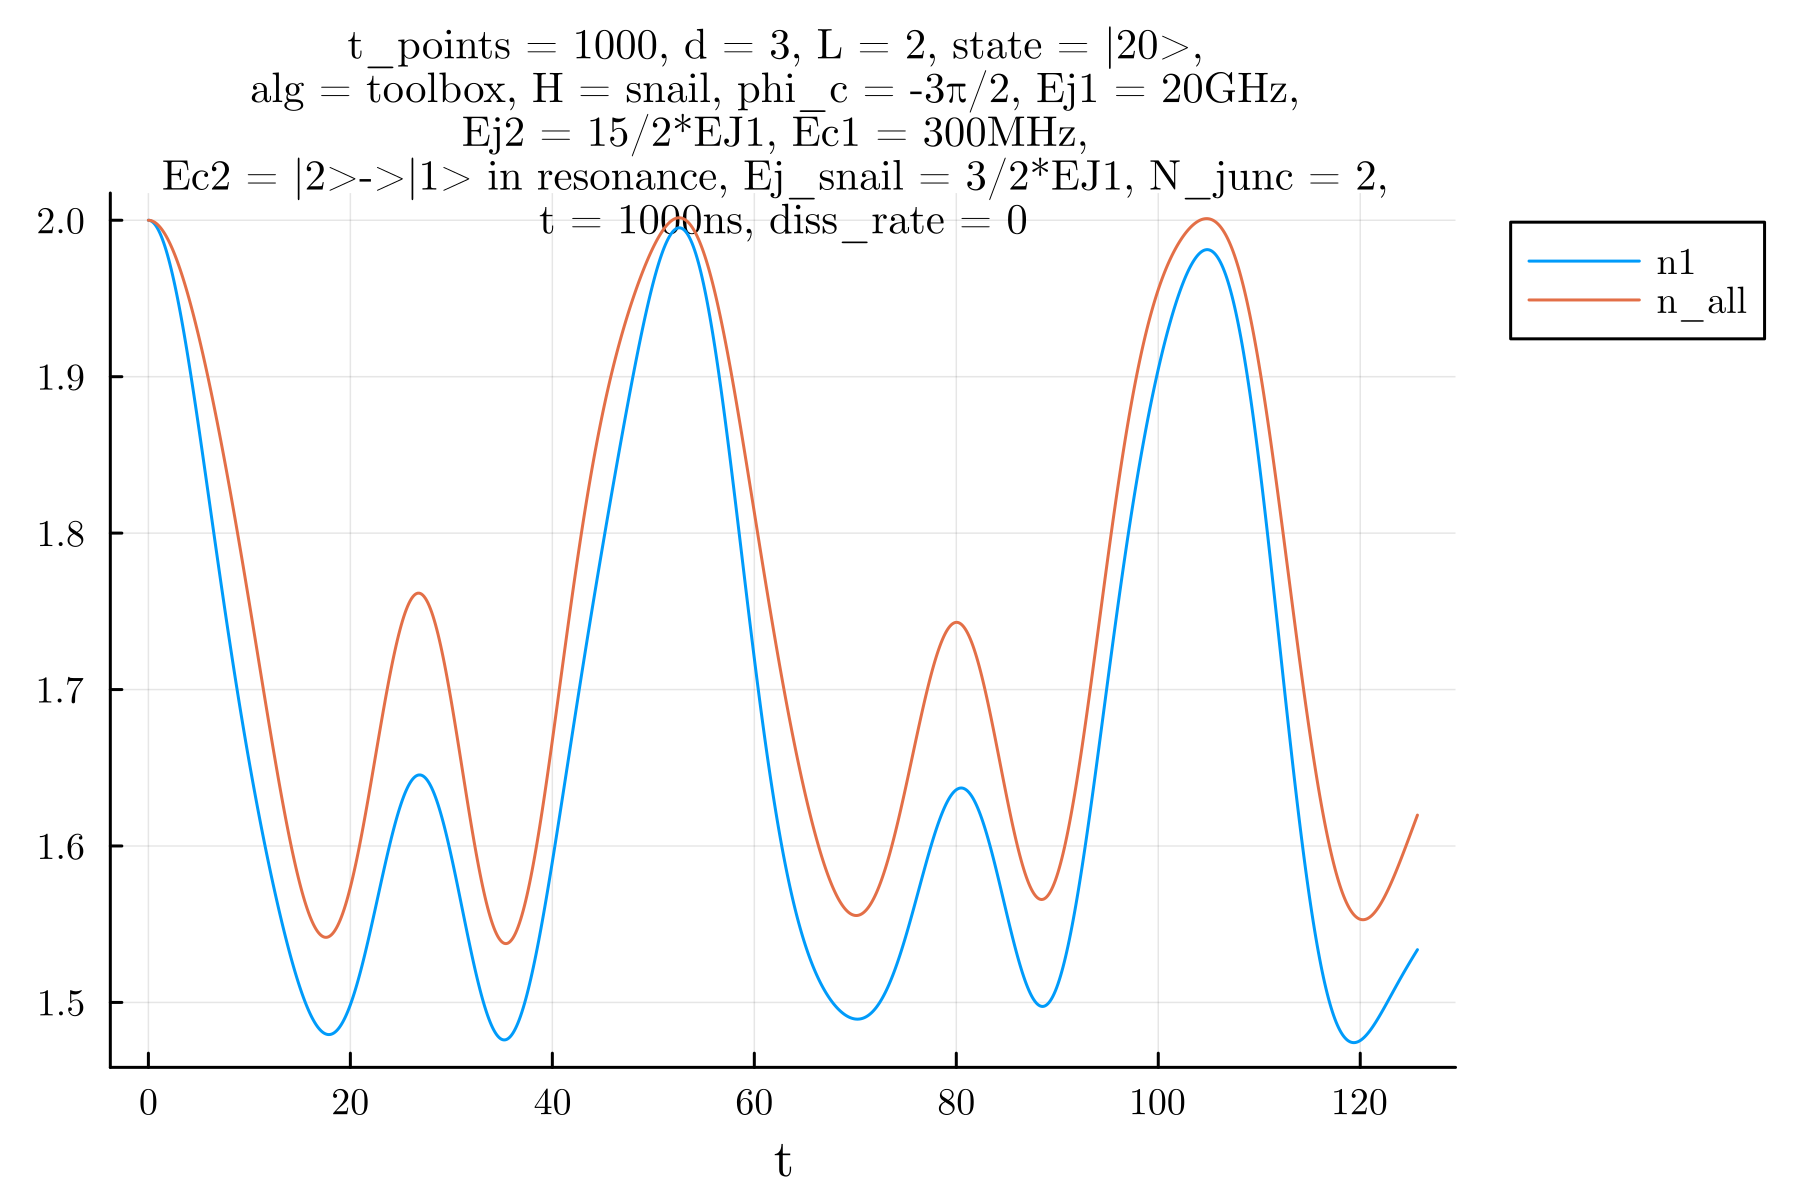 t_points = 1000, d = 3, L = 2, state = |20>,
alg = toolbox, H = snail, phi_c = -3π/2, Ej1 = 20GHz,
Ej2 = 15/2*EJ1, Ec1 = 300MHz,
Ec2 = |2>->|1> in resonance, Ej_snail = 3/2*EJ1, N_junc = 2,
t = 1000ns, diss_rate = 0
2.0
1.9
1.8
1.7
1.6
1.5
0 20 40 60 80 100 120
t
n1
n_all